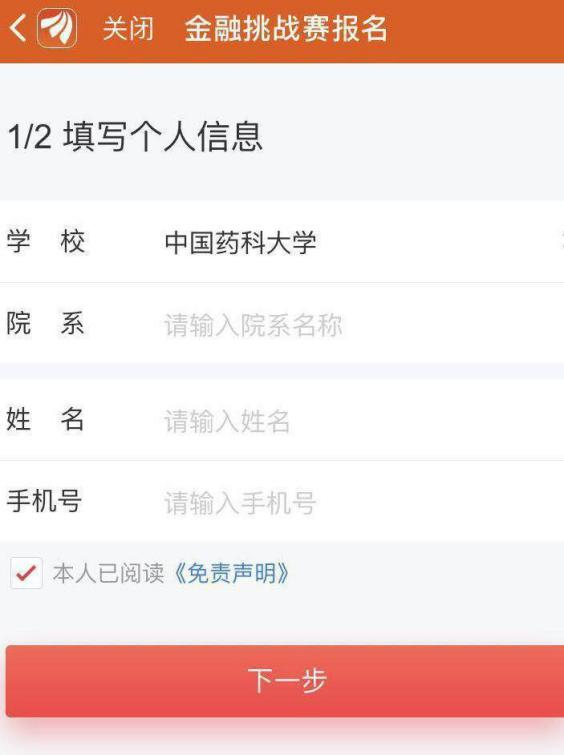 关闭 金融挑战赛报名
1/2 填写个人信息
学 校 中国药科大学
院 系 请输入院系名称
姓 名 请输入姓名
手机号 请输入手机号
本人已阅读《免责声明》
下一步